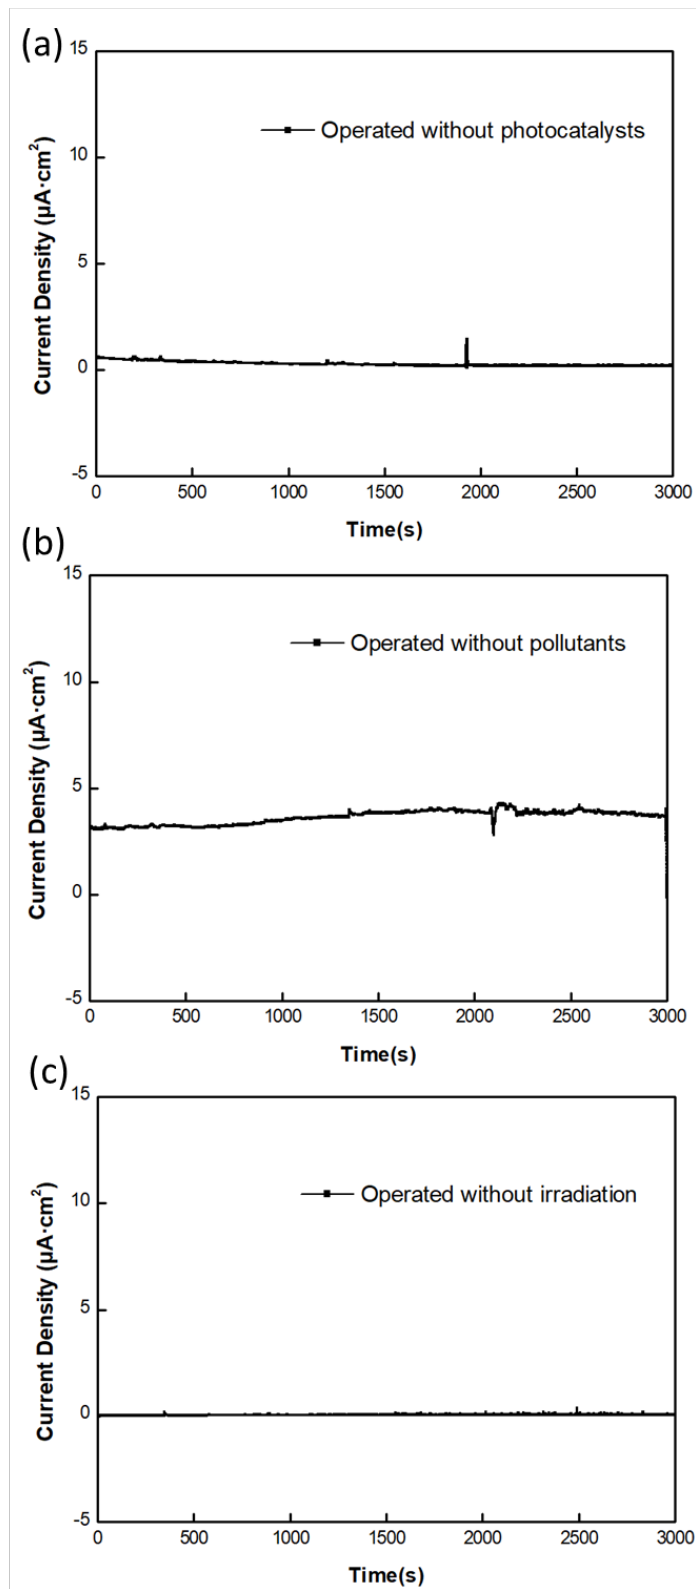 (a)
15
10
5
0
-5
Current Density (μA·cm²)
Operated without photocatalysts
0 500 1000 1500 2000 2500 3000
Time(s)
(b)
15
10
5
0
-5
Current Density (μA·cm²)
Operated without pollutants
0 500 1000 1500 2000 2500 3000
Time(s)
(c)
15
10
5
0
-5
Current Density (μA·cm²)
Operated without irradiation
0 500 1000 1500 2000 2500 3000
Time(s)